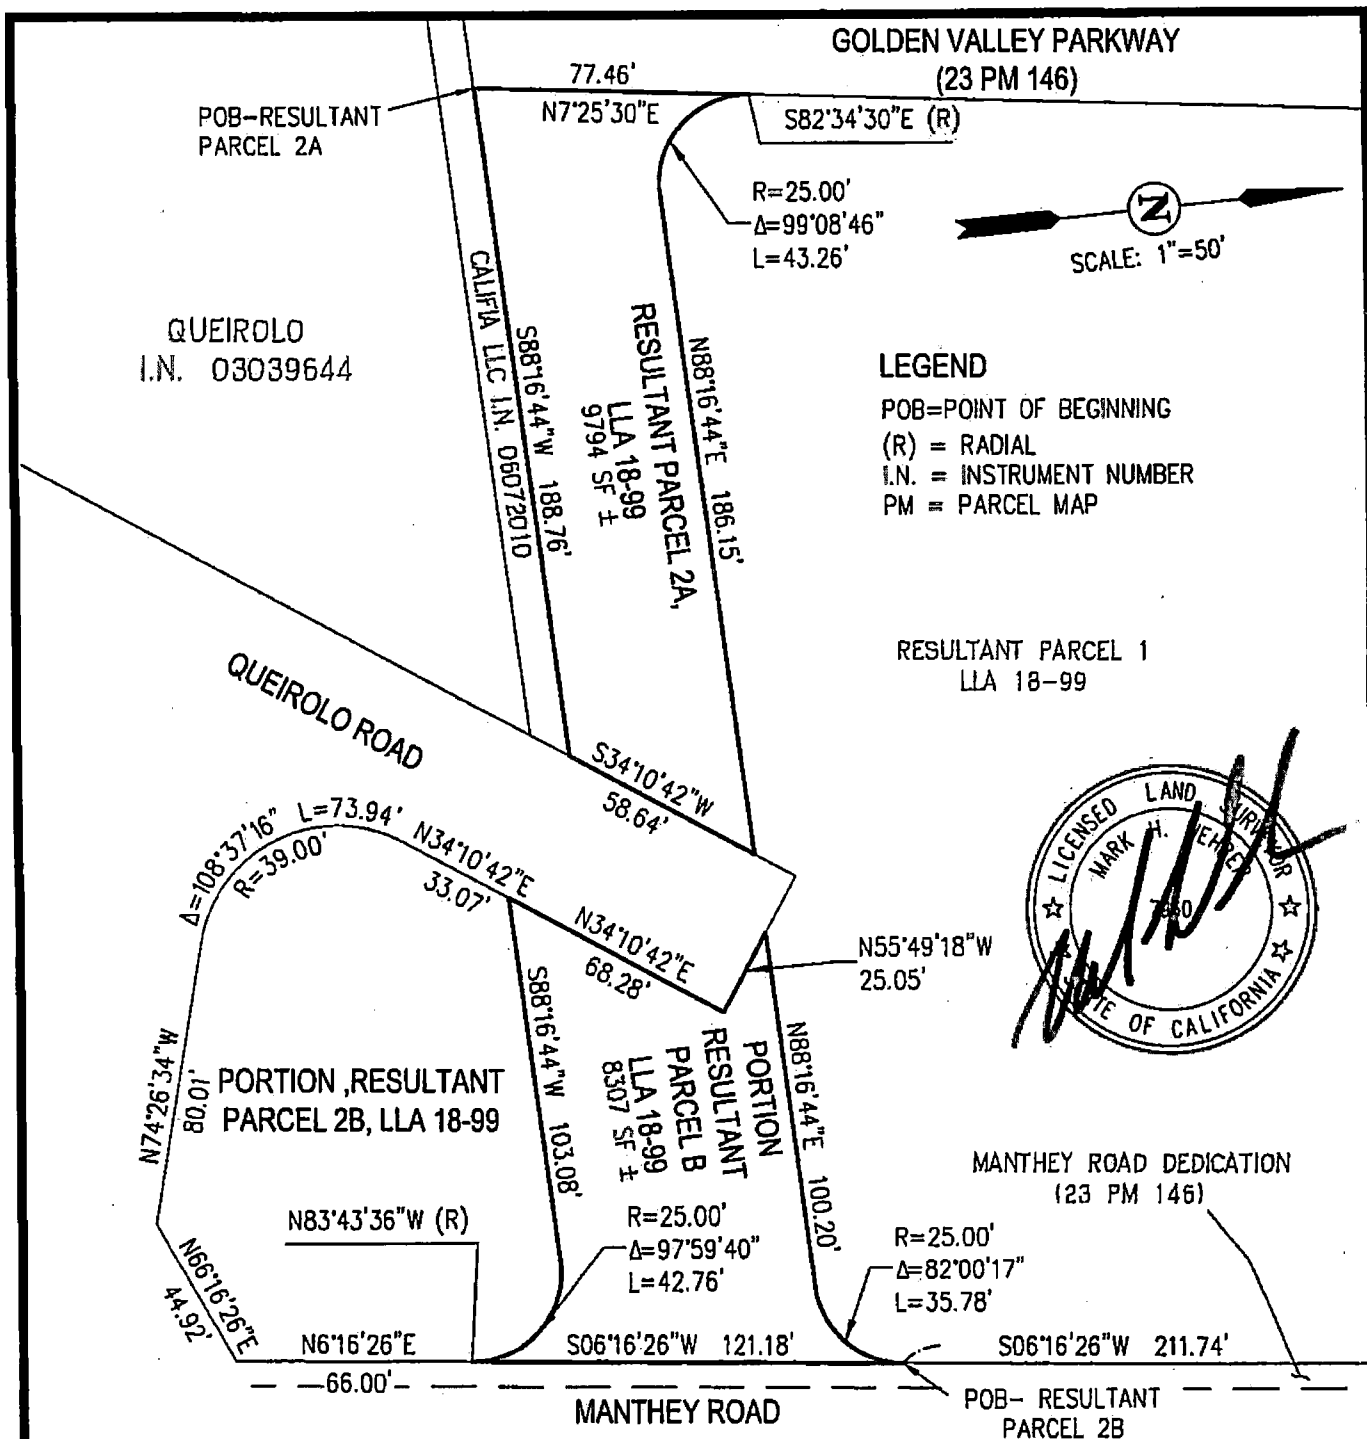 GOLDEN VALLEY PARKWAY
(23 PM 146)
77.46'
N7°25'30"E
S82°34'30"E (R)
POB-RESULTANT
PARCEL 2A
R=25.00'
Δ=99°08'46"
L=43.26'
N
SCALE: 1"=50'
QUEIROLO
I.N. 03039644
CALIFIA LLC I.N. 06072010
S88°16'44"W 188.76'
RESULTANT PARCEL 2A,
LLA 18-99
9794 SF ±
N88°16'44"E 186.15'
LEGEND
POB=POINT OF BEGINNING
(R) = RADIAL
I.N. = INSTRUMENT NUMBER
PM = PARCEL MAP
RESULTANT PARCEL 1
LLA 18-99
QUEIROLO ROAD
S34°10'42"W
58.64'
LICENSED LAND
MARK H.
STATE OF CALIFORNIA
Δ=108°37'16" L=73.94'
R=39.00'
N34°10'42"E
33.07'
N34°10'42"E
68.28'
N55°49'18"W
25.05'
S88°16'44"W 103.08'
PORTION
RESULTANT
PARCEL B
LLA 18-99
8307 SF ±
N88°16'44"E 100.20'
N74°26'34"W
80.01'
PORTION ,RESULTANT
PARCEL 2B, LLA 18-99
MANTHEY ROAD DEDICATION
(23 PM 146)
N83°43'36"W (R)
R=25.00'
Δ=97°59'40"
L=42.76'
R=25.00'
Δ=82°00'17"
L=35.78'
N66°16'26"E
44.92'
N6°16'26"E
66.00'
S06°16'26"W 121.18'
S06°16'26"W 211.74'
MANTHEY ROAD
POB- RESULTANT
PARCEL 2B